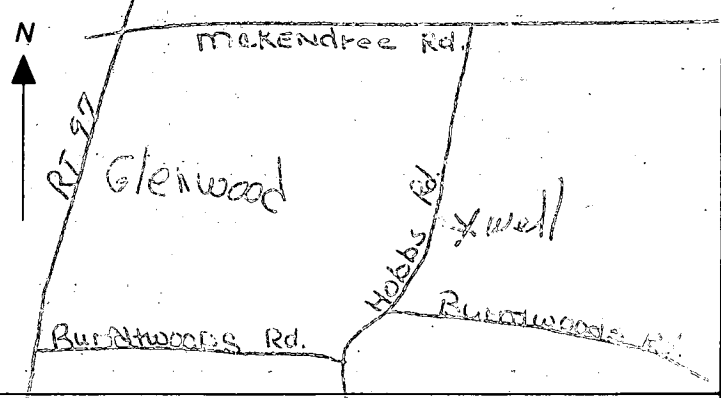 N
McKENdree Rd.
RT 97
Glenwood
Hobbs Rd
x well
Burntwoods Rd.
Burntwoods Rd.